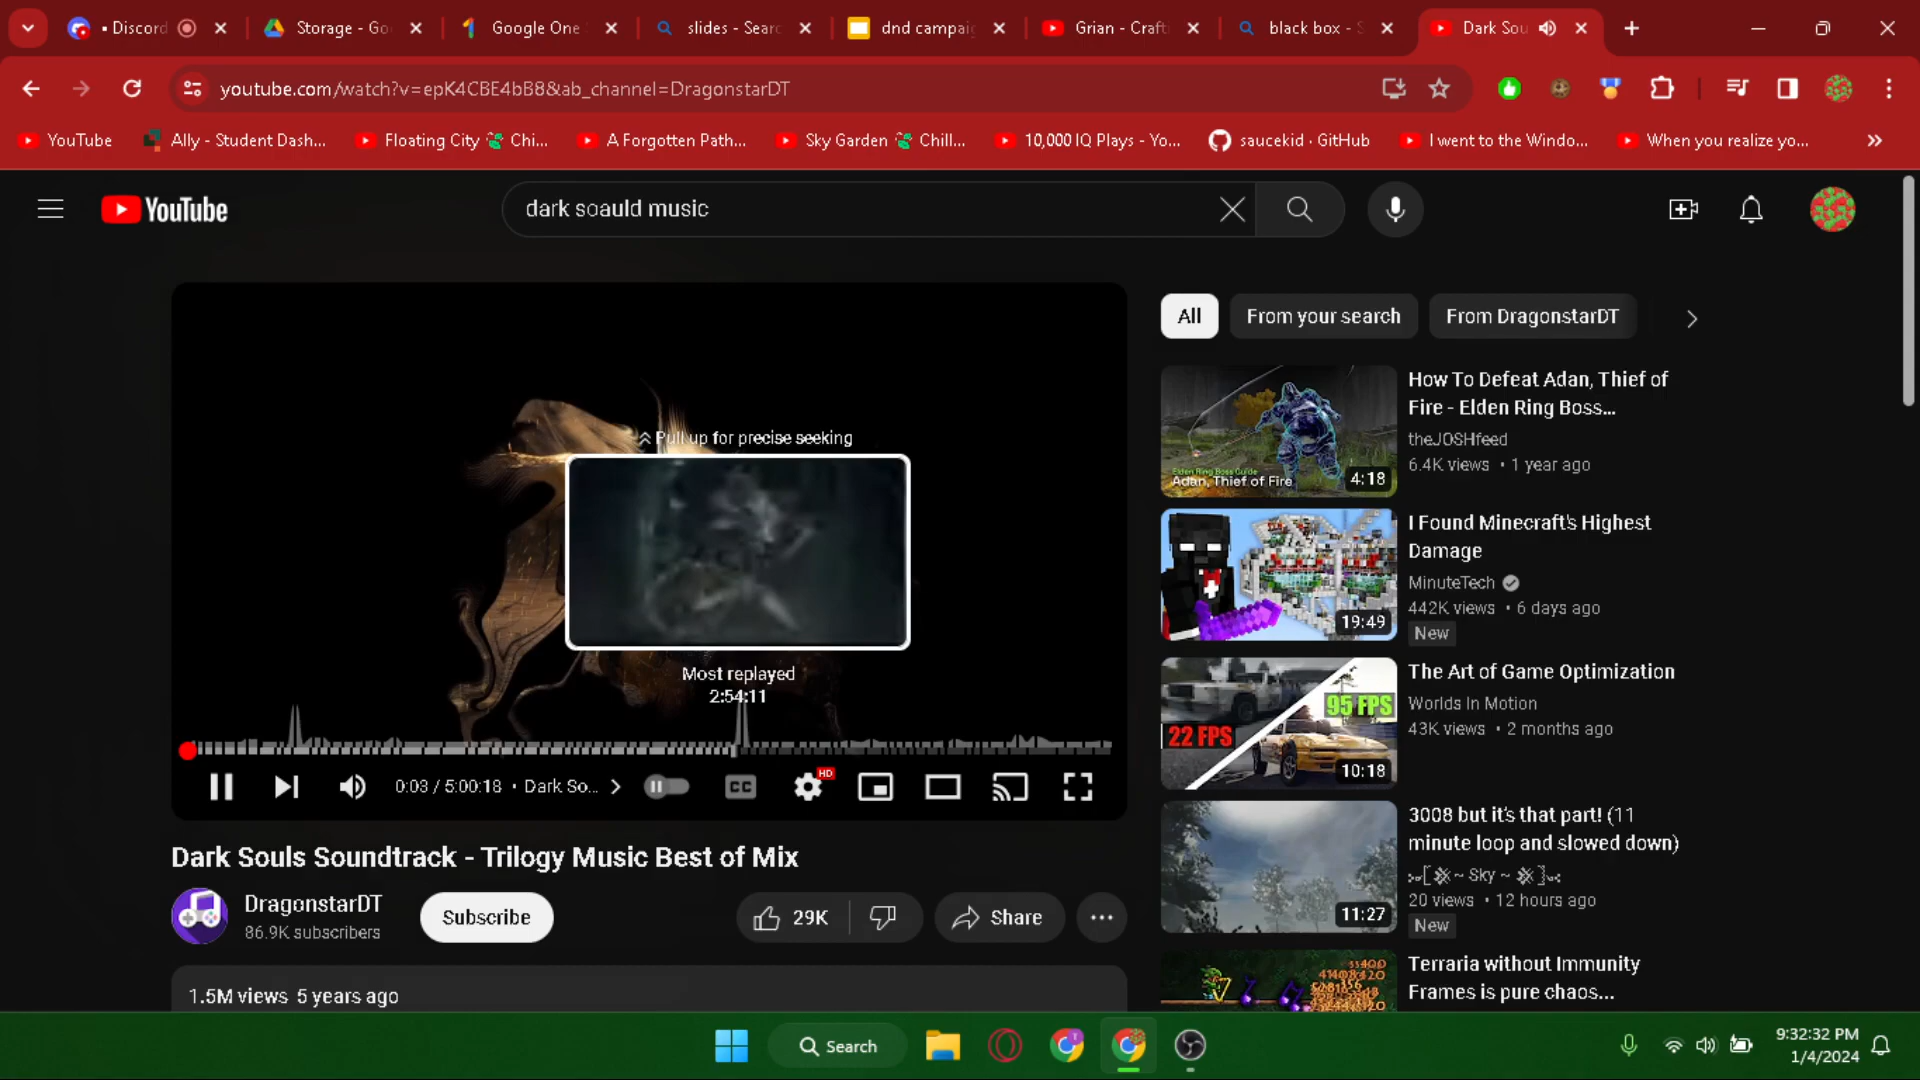 • Discord
Storage - Go
Google One
slides - Searc
dnd campai
Grian - Craft
black box - S
Dark Sou
youtube.com/watch?v=epK4CBE4bB8&ab_channel=DragonstarDT
YouTube
Ally - Student Dash...
Floating City 🐲 Chi...
A Forgotten Path...
Sky Garden 🐲 Chill...
10,000 IQ Plays - Yo...
saucekid · GitHub
I went to the Windo...
When you realize yo...
YouTube
dark soauld music
All
From your search
From DragonstarDT
Pull up for precise seeking
Most replayed
2:54:11
0:03 / 5:00:18 • Dark So...
CC
HD
Dark Souls Soundtrack - Trilogy Music Best of Mix
DragonstarDT
86.9K subscribers
Subscribe
29K
Share
1.5M views 5 years ago
Elden Ring Boss Guide
Adan, Thief of Fire
4:18
How To Defeat Adan, Thief of
Fire - Elden Ring Boss...
theJOSHfeed
6.4K views • 1 year ago
19:49
I Found Minecraft's Highest
Damage
MinuteTech
442K views • 6 days ago
New
22 FPS
95 FPS
10:18
The Art of Game Optimization
Worlds In Motion
43K views • 2 months ago
11:27
3008 but it's that part! (11
minute loop and slowed down)
~ Sky ~
20 views • 12 hours ago
New
Terraria without Immunity
Frames is pure chaos...
Search
9:32:32 PM
1/4/2024